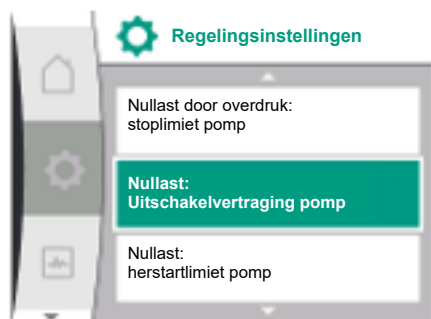 Regelingsinstellingen
Nullast door overdruk:
stoplimiet pomp
Nullast:
Uitschakelvertraging pomp
Nullast:
herstartlimiet pomp